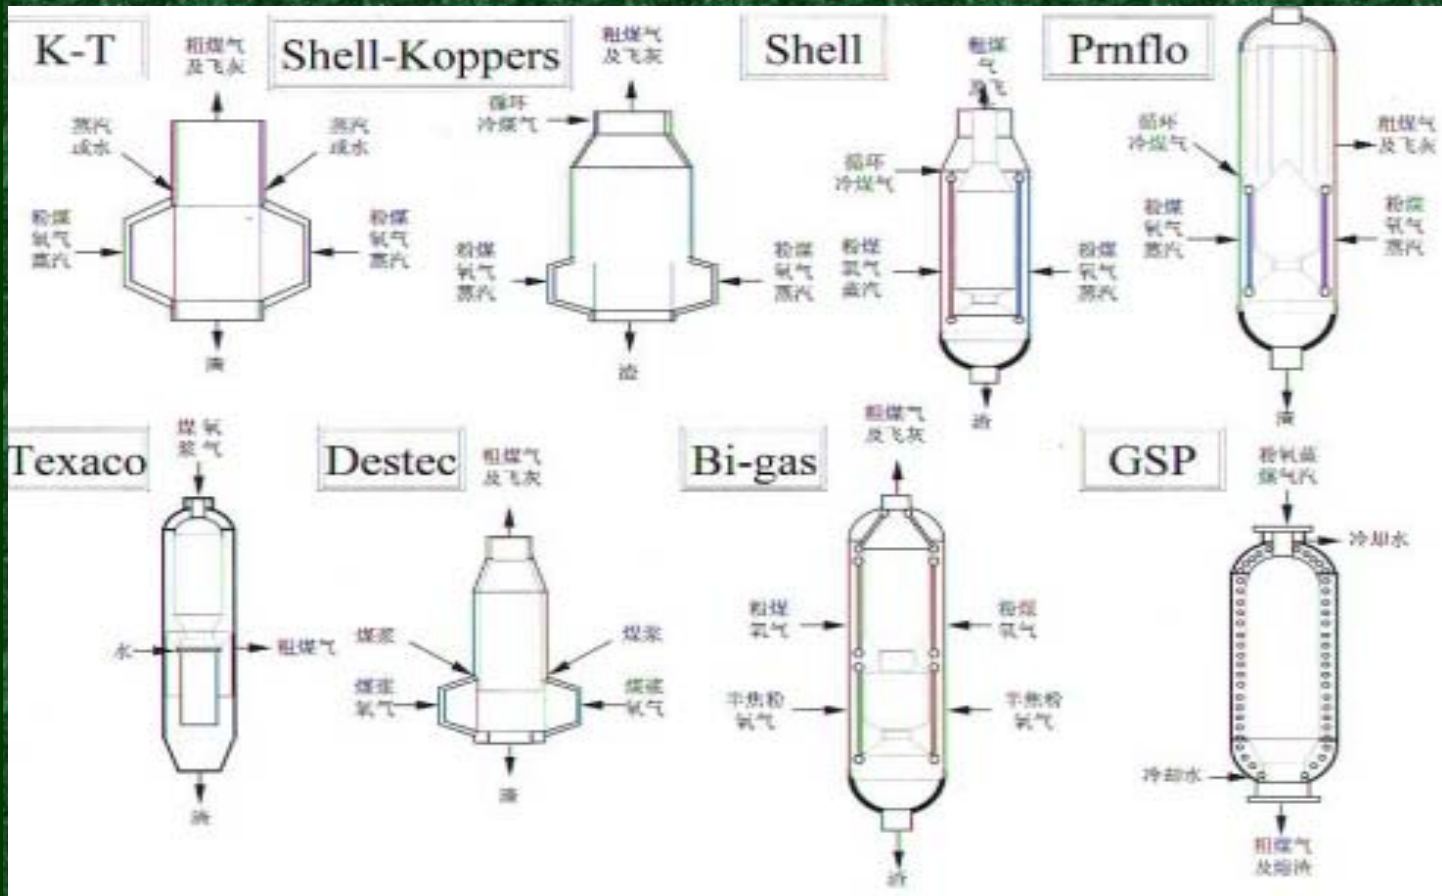 K-T
粗煤气
及飞灰
蒸汽
或水
蒸汽
或水
粉煤
氧气
蒸汽
粉煤
氧气
蒸汽
渣
Shell-Koppers
粗煤气
及飞灰
循环
冷煤气
粉煤
氧气
蒸汽
粉煤
氧气
蒸汽
渣
Shell
粗煤
气
及飞
循环
冷煤气
粉煤
氧气
蒸汽
粉煤
氧气
蒸汽
渣
Prnflo
循环
冷煤气
粗煤气
及飞灰
粉煤
氧气
蒸汽
粉煤
氧气
蒸汽
渣
Texaco
煤氧
浆气
水
粗煤气
渣
Destec
粗煤气
及飞灰
煤浆
煤浆
煤浆
氧气
煤浆
氧气
渣
Bi-gas
粗煤气
及飞灰
粉煤
氧气
粉煤
氧气
半焦粉
氧气
半焦粉
氧气
渣
GSP
粉氧蒸
煤气汽
冷却水
冷却水
粗煤气
及熔渣